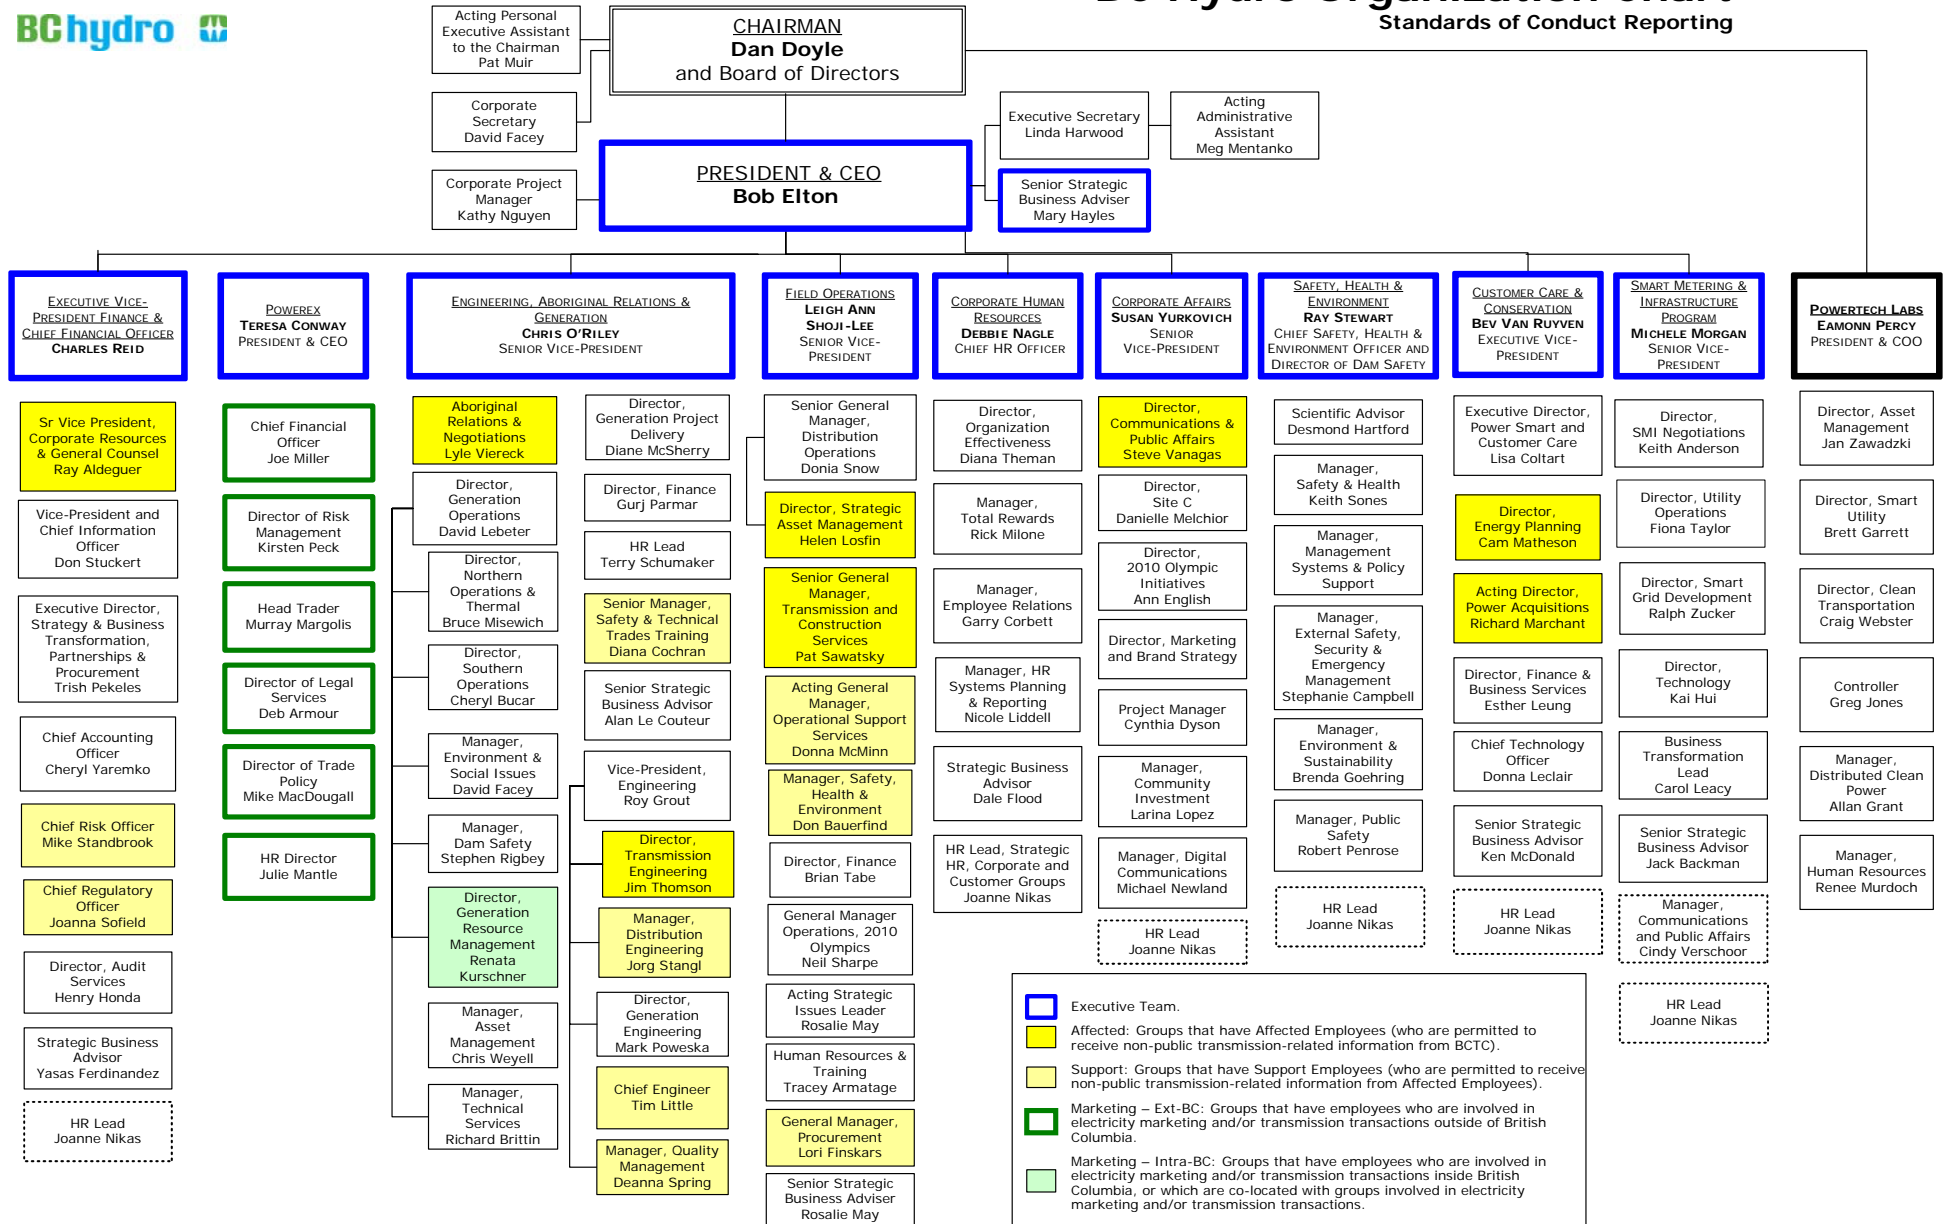 BChydro
BC Hydro Organization Chart
Standards of Conduct Reporting
Acting Personal
Executive Assistant
to the Chairman
Pat Muir
CHAIRMAN
Dan Doyle
and Board of Directors
Corporate
Secretary
David Facey
Executive Secretary
Linda Harwood
Acting
Administrative
Assistant
Meg Mentanko
Corporate Project
Manager
Kathy Nguyen
PRESIDENT & CEO
Bob Elton
Senior Strategic
Business Adviser
Mary Hayles
EXECUTIVE VICE-
PRESIDENT FINANCE &
CHIEF FINANCIAL OFFICER
CHARLES REID
POWEREX
TERESA CONWAY
PRESIDENT & CEO
ENGINEERING, ABORIGINAL RELATIONS &
GENERATION
CHRIS O'RILEY
SENIOR VICE-PRESIDENT
FIELD OPERATIONS
LEIGH ANN
SHOJI-LEE
SENIOR VICE-
PRESIDENT
CORPORATE HUMAN
RESOURCES
DEBBIE NAGLE
CHIEF HR OFFICER
CORPORATE AFFAIRS
SUSAN YURKOVICH
SENIOR
VICE-PRESIDENT
SAFETY, HEALTH &
ENVIRONMENT
RAY STEWART
CHIEF SAFETY, HEALTH &
ENVIRONMENT OFFICER AND
DIRECTOR OF DAM SAFETY
CUSTOMER CARE &
CONSERVATION
BEV VAN RUYVEN
EXECUTIVE VICE-
PRESIDENT
SMART METERING &
INFRASTRUCTURE
PROGRAM
MICHELE MORGAN
SENIOR VICE-
PRESIDENT
POWERTECH LABS
EAMONN PERCY
PRESIDENT & COO
Sr Vice President,
Corporate Resources
& General Counsel
Ray Aldeguer
Vice-President and
Chief Information
Officer
Don Stuckert
Executive Director,
Strategy & Business
Transformation,
Partnerships &
Procurement
Trish Pekeles
Chief Accounting
Officer
Cheryl Yaremko
Chief Risk Officer
Mike Standbrook
Chief Regulatory
Officer
Joanna Sofield
Director, Audit
Services
Henry Honda
Strategic Business
Advisor
Yasas Ferdinandez
HR Lead
Joanne Nikas
Chief Financial
Officer
Joe Miller
Director of Risk
Management
Kirsten Peck
Head Trader
Murray Margolis
Director of Legal
Services
Deb Armour
Director of Trade
Policy
Mike MacDougall
HR Director
Julie Mantle
Aboriginal
Relations &
Negotiations
Lyle Viereck
Director,
Generation
Operations
David Lebeter
Director,
Northern
Operations &
Thermal
Bruce Misewich
Director,
Southern
Operations
Cheryl Bucar
Manager,
Environment &
Social Issues
David Facey
Manager,
Dam Safety
Stephen Rigbey
Director,
Generation
Resource
Management
Renata
Kurschner
Manager,
Asset
Management
Chris Weyell
Manager,
Technical
Services
Richard Brittin
Director,
Generation Project
Delivery
Diane McSherry
Director, Finance
Gurj Parmar
HR Lead
Terry Schumaker
Senior Manager,
Safety & Technical
Trades Training
Diana Cochran
Senior Strategic
Business Advisor
Alan Le Couteur
Vice-President,
Engineering
Roy Grout
Director,
Transmission
Engineering
Jim Thomson
Manager,
Distribution
Engineering
Jorg Stangl
Director,
Generation
Engineering
Mark Poweska
Chief Engineer
Tim Little
Manager, Quality
Management
Deanna Spring
Senior General
Manager,
Distribution
Operations
Donia Snow
Director, Strategic
Asset Management
Helen Losfin
Senior General
Manager,
Transmission and
Construction
Services
Pat Sawatsky
Acting General
Manager,
Operational Support
Services
Donna McMinn
Manager, Safety,
Health &
Environment
Don Bauerfind
Director, Finance
Brian Tabe
General Manager
Operations, 2010
Olympics
Neil Sharpe
Acting Strategic
Issues Leader
Rosalie May
Human Resources &
Training
Tracey Armatage
General Manager,
Procurement
Lori Finskars
Senior Strategic
Business Adviser
Rosalie May
Director,
Organization
Effectiveness
Diana Theman
Manager,
Total Rewards
Rick Milone
Manager,
Employee Relations
Garry Corbett
Manager, HR
Systems Planning
& Reporting
Nicole Liddell
Strategic Business
Advisor
Dale Flood
HR Lead, Strategic
HR, Corporate and
Customer Groups
Joanne Nikas
Director,
Communications &
Public Affairs
Steve Vanagas
Director,
Site C
Danielle Melchior
Director,
2010 Olympic
Initiatives
Ann English
Director, Marketing
and Brand Strategy
Project Manager
Cynthia Dyson
Manager,
Community
Investment
Larina Lopez
Manager, Digital
Communications
Michael Newland
HR Lead
Joanne Nikas
Scientific Advisor
Desmond Hartford
Manager,
Safety & Health
Keith Sones
Manager,
Management
Systems & Policy
Support
Manager,
External Safety,
Security &
Emergency
Management
Stephanie Campbell
Manager,
Environment &
Sustainability
Brenda Goehring
Manager, Public
Safety
Robert Penrose
HR Lead
Joanne Nikas
Executive Director,
Power Smart and
Customer Care
Lisa Coltart
Director,
Energy Planning
Cam Matheson
Acting Director,
Power Acquisitions
Richard Marchant
Director, Finance &
Business Services
Esther Leung
Chief Technology
Officer
Donna Leclair
Senior Strategic
Business Advisor
Ken McDonald
HR Lead
Joanne Nikas
Director,
SMI Negotiations
Keith Anderson
Director, Utility
Operations
Fiona Taylor
Director, Smart
Grid Development
Ralph Zucker
Director,
Technology
Kai Hui
Business
Transformation
Lead
Carol Leacy
Senior Strategic
Business Advisor
Jack Backman
Manager,
Communications
and Public Affairs
Cindy Verschoor
HR Lead
Joanne Nikas
Director, Asset
Management
Jan Zawadzki
Director, Smart
Utility
Brett Garrett
Director, Clean
Transportation
Craig Webster
Controller
Greg Jones
Manager,
Distributed Clean
Power
Allan Grant
Manager,
Human Resources
Renee Murdoch
Executive Team.
Affected: Groups that have Affected Employees (who are permitted to
receive non-public transmission-related information from BCTC).
Support: Groups that have Support Employees (who are permitted to receive
non-public transmission-related information from Affected Employees).
Marketing – Ext-BC: Groups that have employees who are involved in
electricity marketing and/or transmission transactions outside of British
Columbia.
Marketing – Intra-BC: Groups that have employees who are involved in
electricity marketing and/or transmission transactions inside British
Columbia, or which are co-located with groups involved in electricity
marketing and/or transmission transactions.